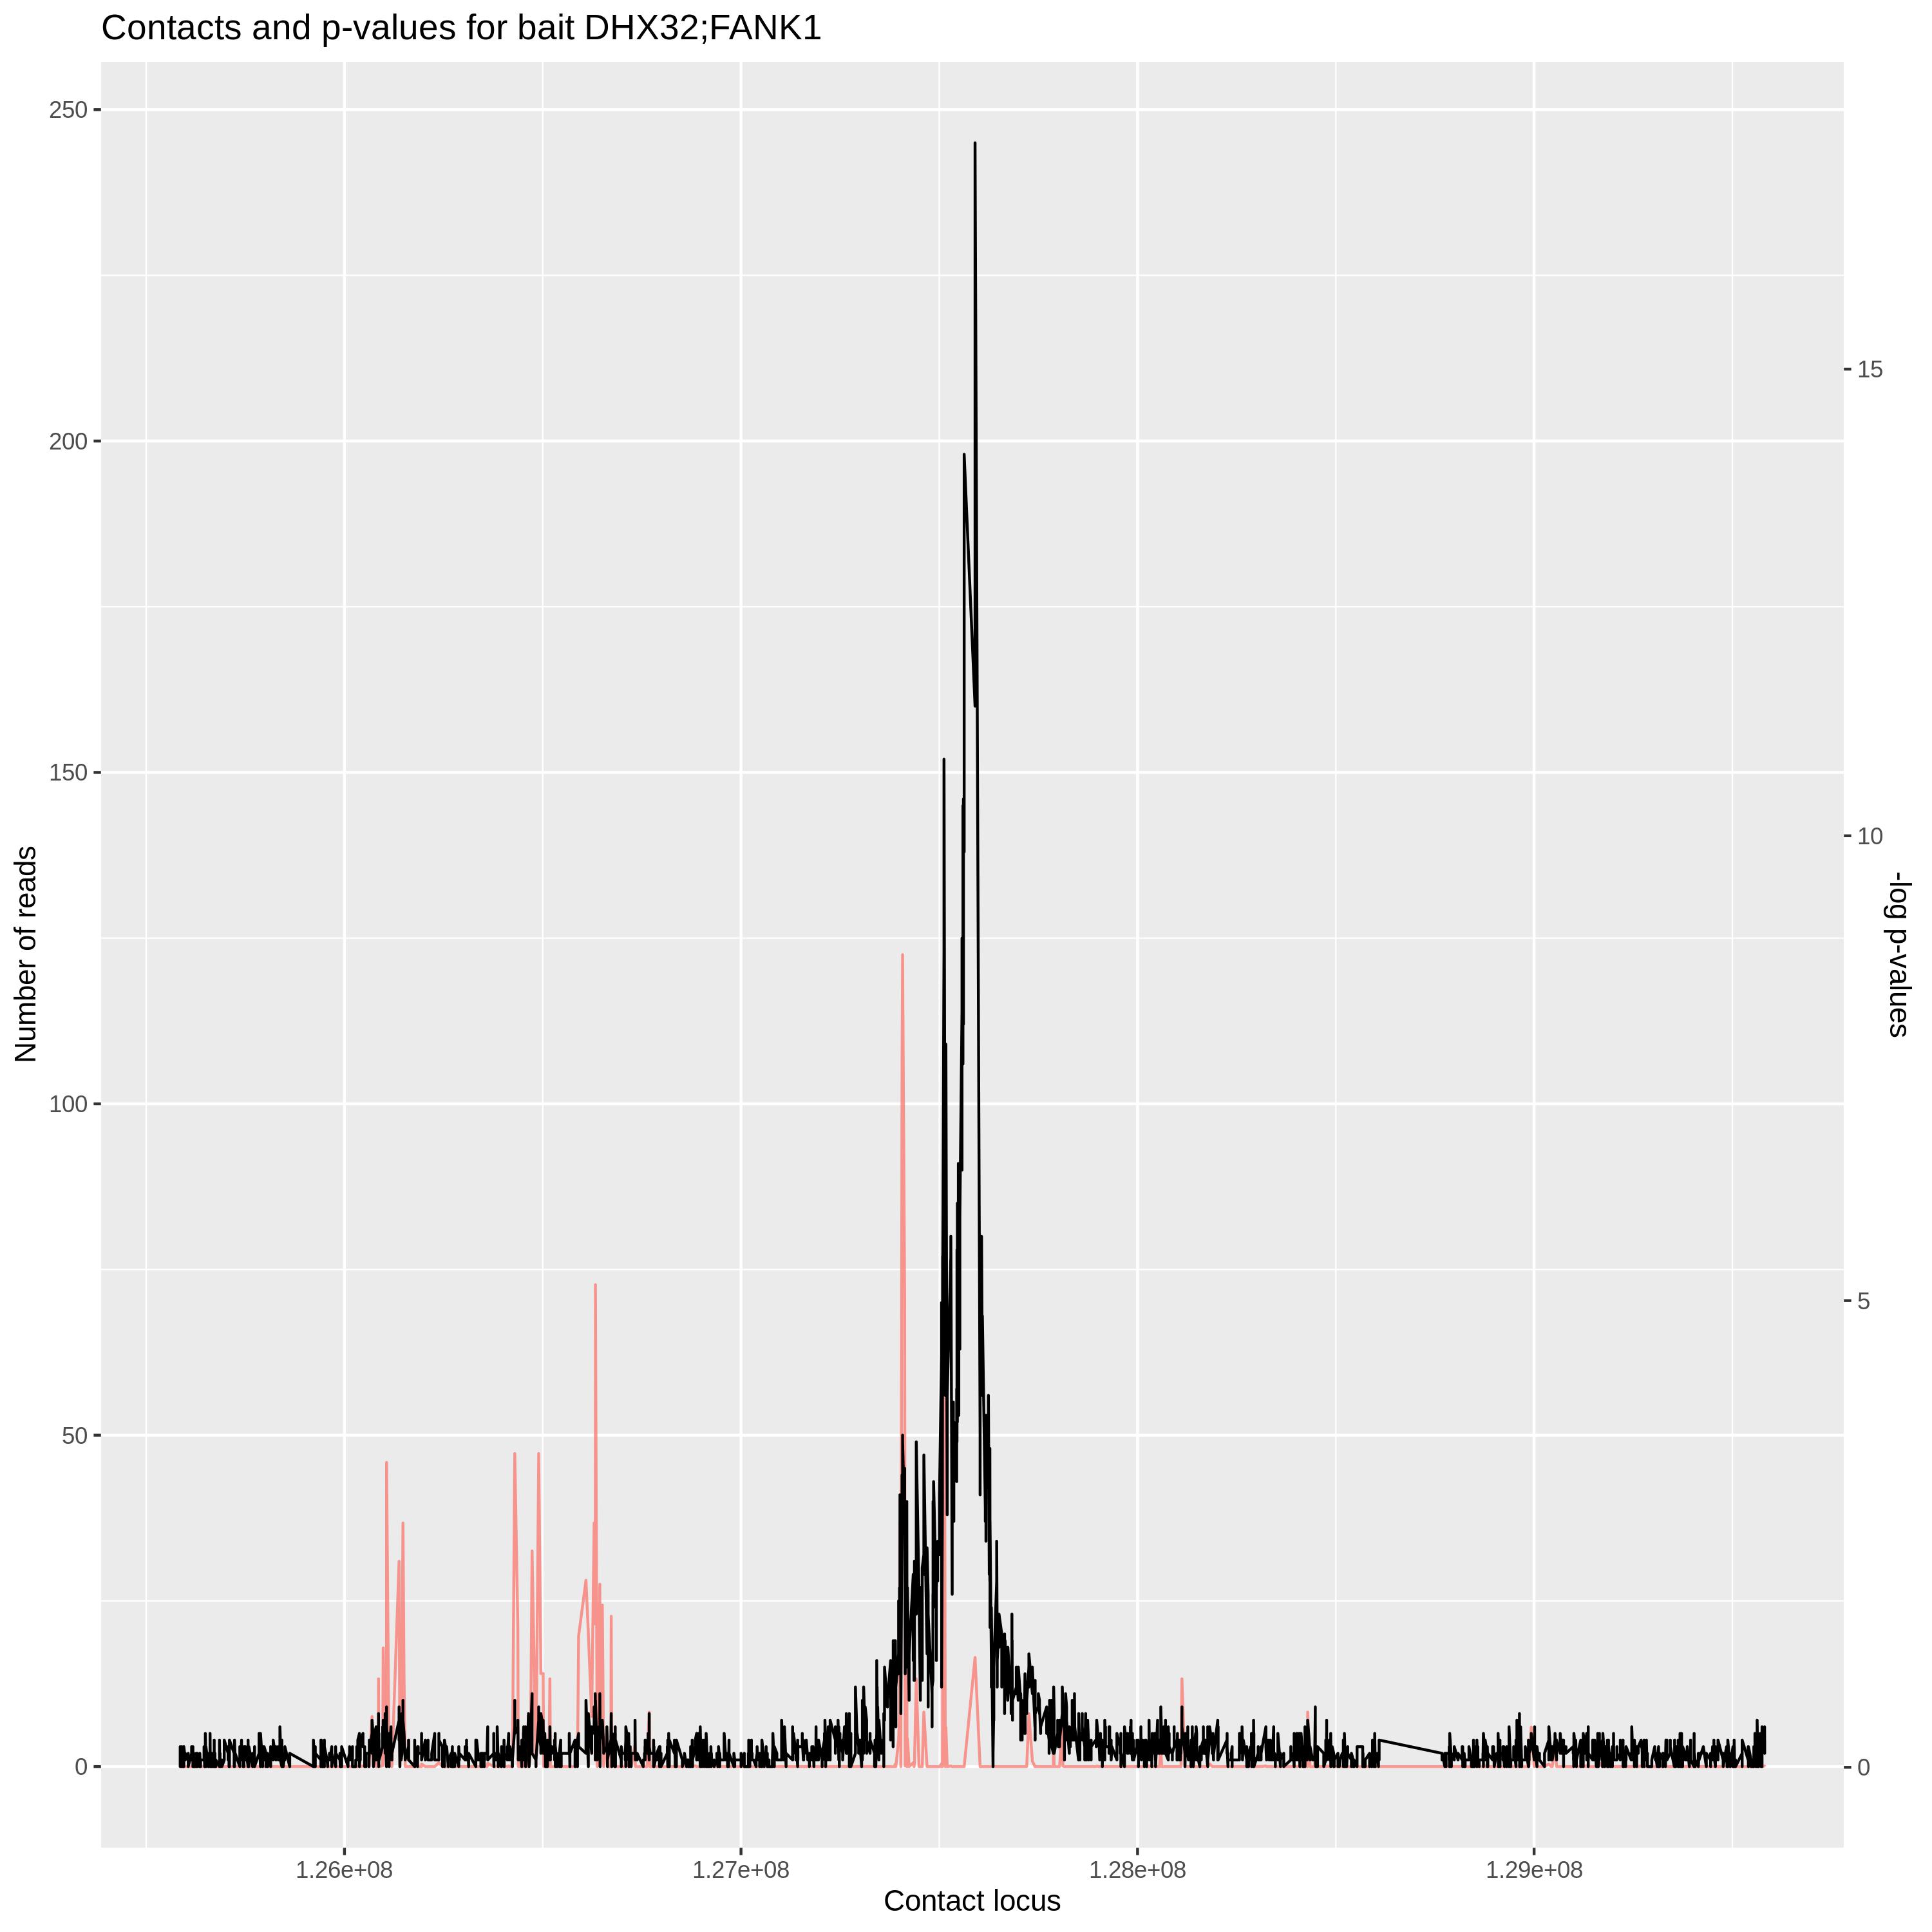 Contacts and p-values for bait DHX32;FANK1
250
200
150
100
50
0
Number of reads
15
10
5
0
-log p-values
1.26e+08
1.27e+08
1.28e+08
1.29e+08
Contact locus